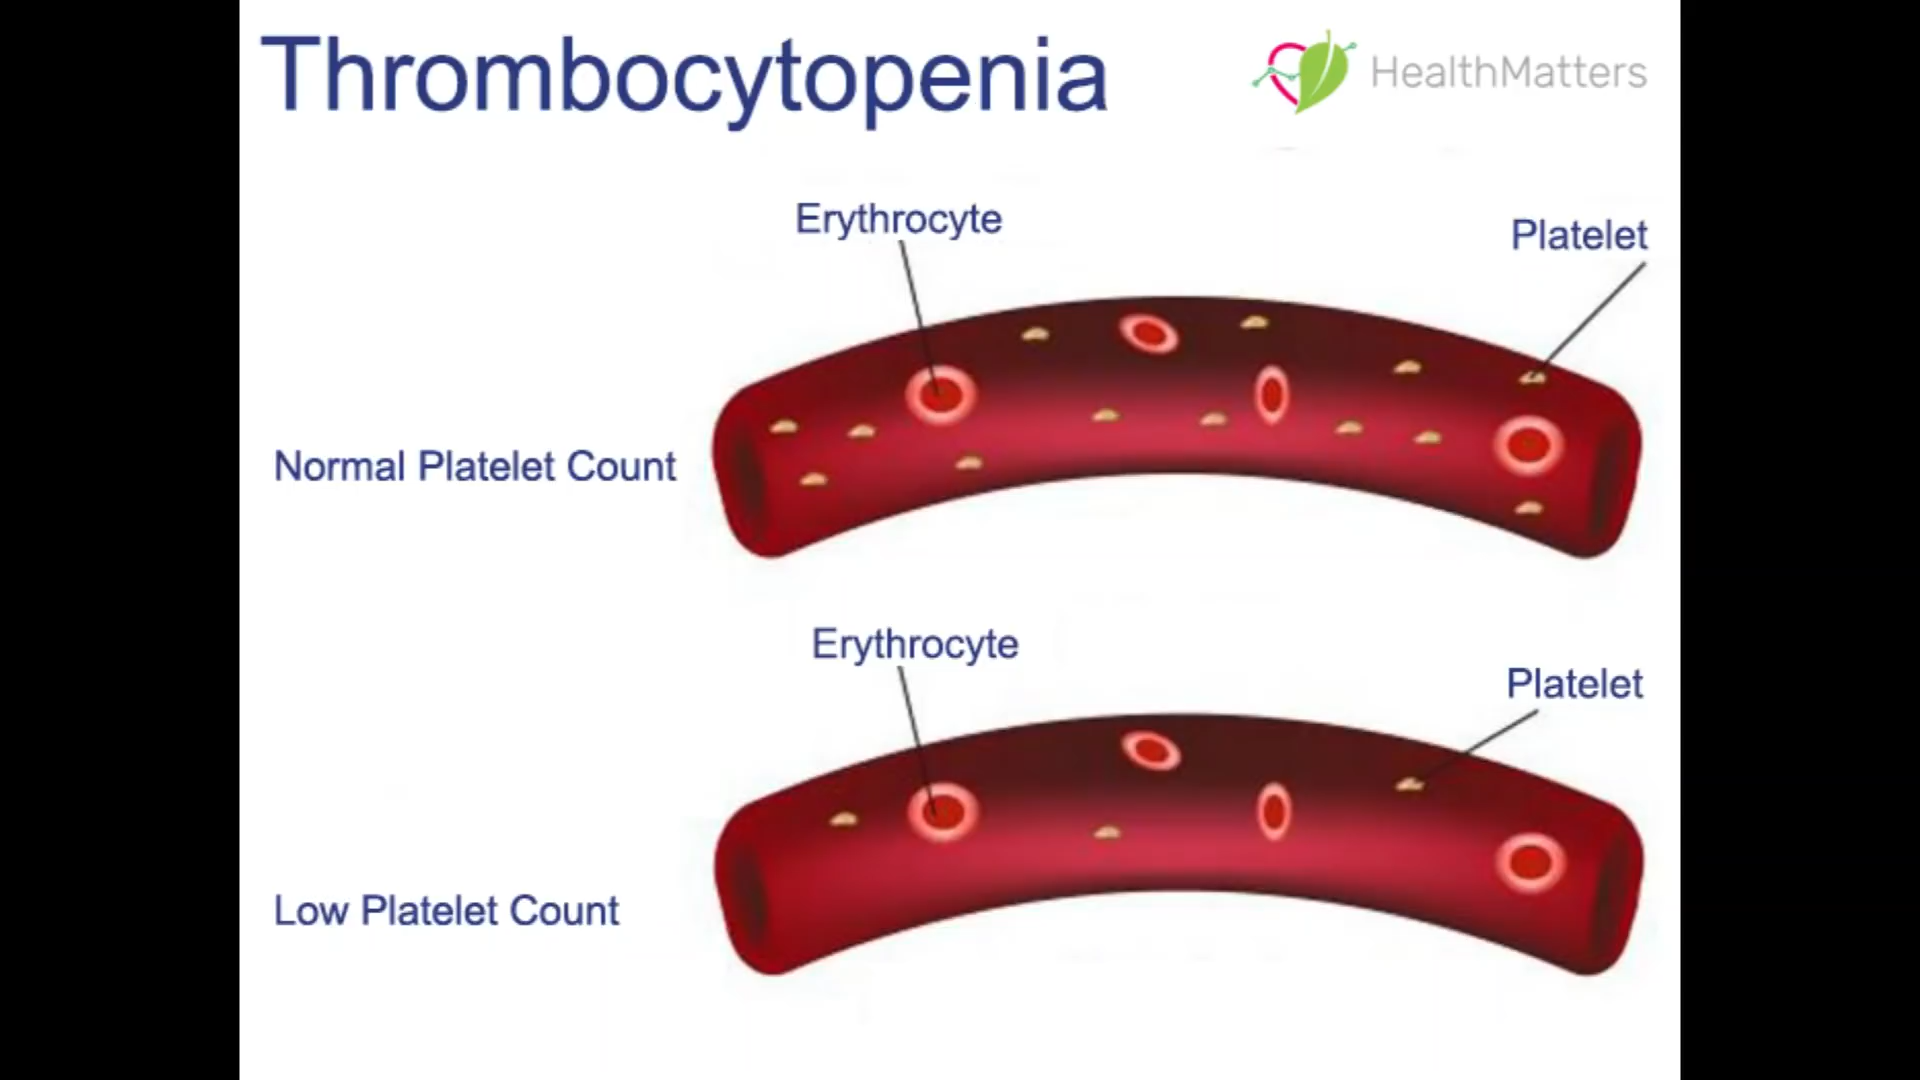 Thrombocytopenia
HealthMatters
Erythrocyte
Platelet
Normal Platelet Count
Erythrocyte
Platelet
Low Platelet Count